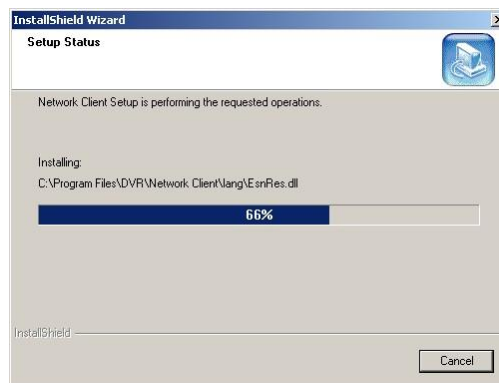 InstallShield Wizard
Setup Status
Network Client Setup is performing the requested operations.
Installing:
C:\Program Files\DVR\Network Client\lang\EsnRes.dll
66%
InstallShield
Cancel